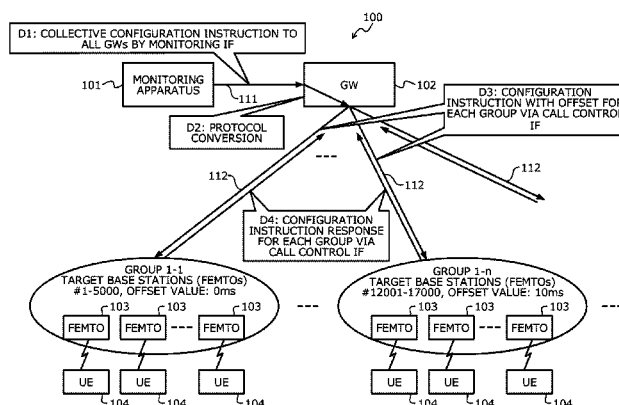 100
D1: COLLECTIVE CONFIGURATION INSTRUCTION TO
ALL GWs BY MONITORING IF
101
MONITORING
APPARATUS
111
GW
102
D2: PROTOCOL
CONVERSION
D3: CONFIGURATION
INSTRUCTION WITH OFFSET FOR
EACH GROUP VIA CALL CONTROL
IF
112
112
112
D4: CONFIGURATION
INSTRUCTION RESPONSE
FOR EACH GROUP VIA
CALL CONTROL IF
GROUP 1-1
TARGET BASE STATIONS (FEMTOs)
#1-5000, OFFSET VALUE: 0ms
103 103 103
FEMTO FEMTO FEMTO
UE UE UE
104 104 104
GROUP 1-n
TARGET BASE STATIONS (FEMTOs)
#12001-17000, OFFSET VALUE: 10ms
103 103 103
FEMTO FEMTO FEMTO
UE UE UE
104 104 104